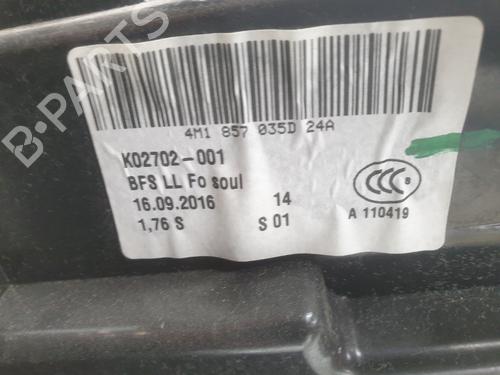 B-PARTS
4M1 857 035D 24A
K02702-001
BFS LL Fo soul
16.09.2016 14
1,76 S S 01
CCC S
A 110419